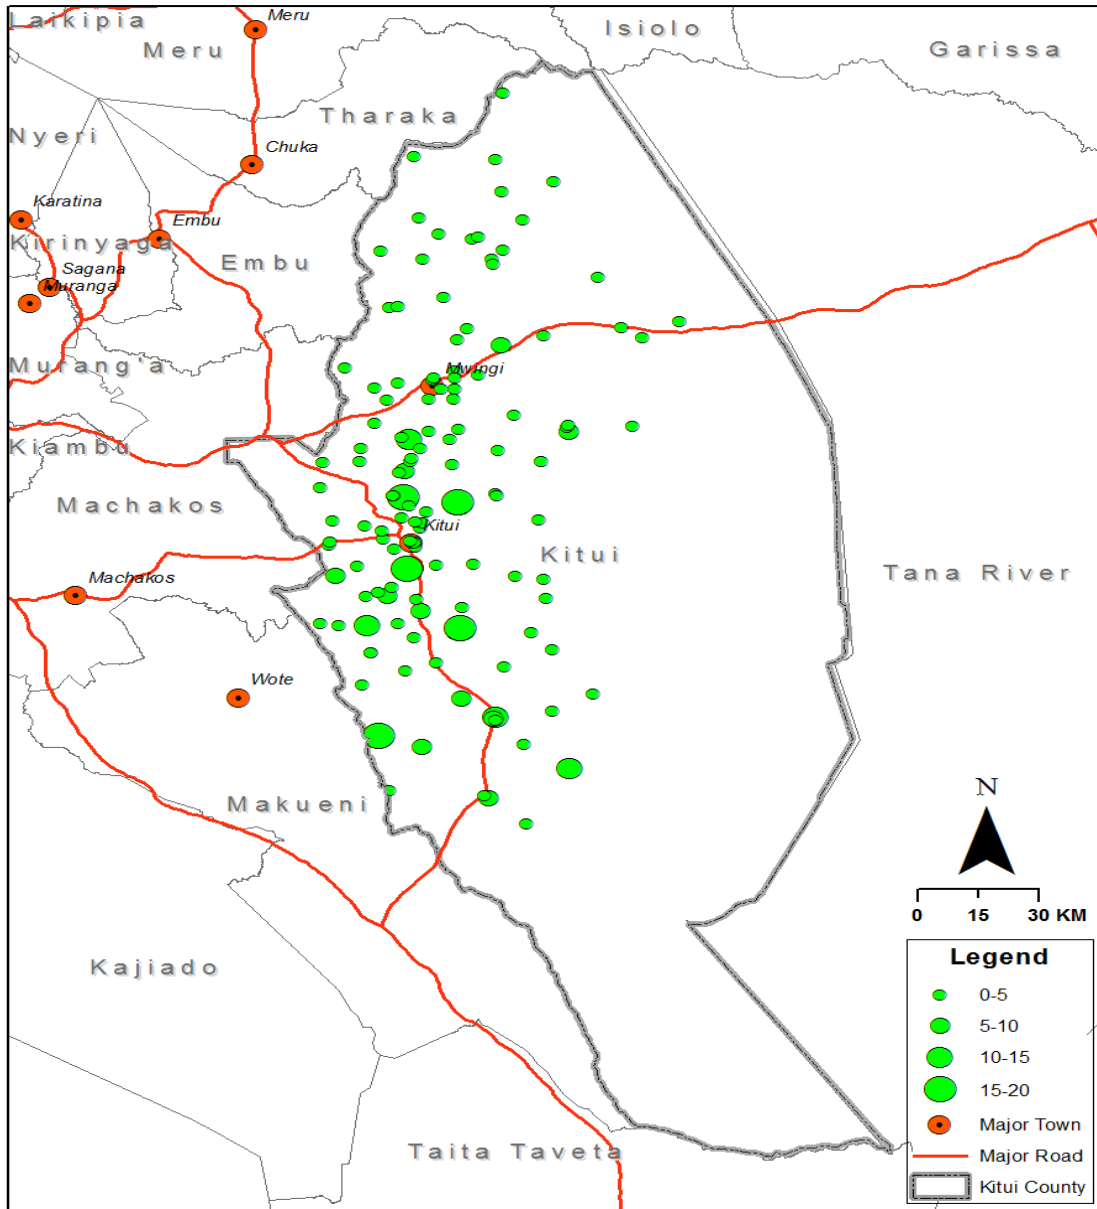 Laikipia
Meru
Isiolo
Meru
Garissa
Tharaka
Nyeri
Chuka
Karatina
Embu
Kirinyaga
Embu
Sagana
Muranga
Murang'a
Mwingi
Kiambu
Machakos
Kitui
Kitui
Tana River
Machakos
Wote
Makueni
N
0 15 30 KM
Kajiado
Legend
0-5
5-10
10-15
15-20
Major Town
Major Road
Kitui County
Taita Taveta